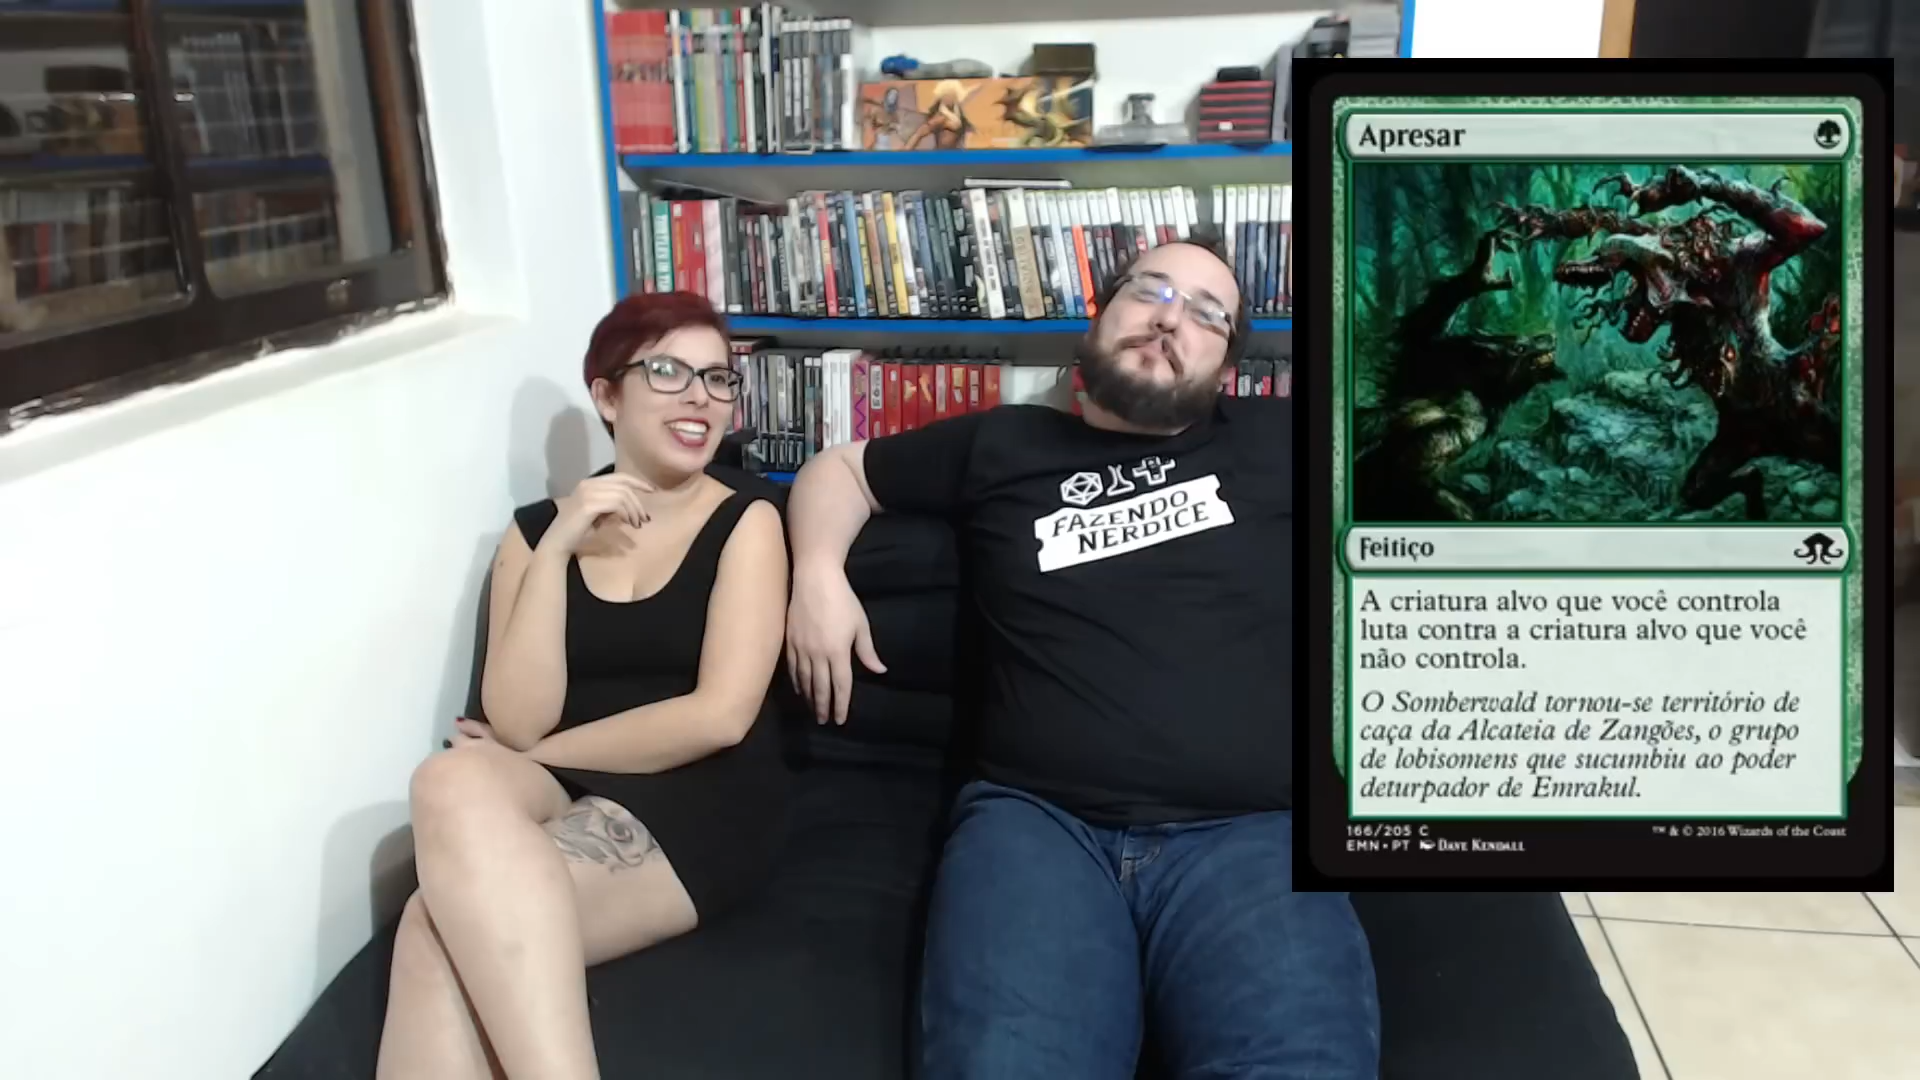 FAZENDO
NERDICE
Apresar
Feitiço
A criatura alvo que você controla
luta contra a criatura alvo que você
não controla.
O Somberwald tornou-se território de
caça da Alcateia de Zangões, o grupo
de lobisomens que sucumbiu ao poder
deturpador de Emrakul.
166/205 C
™ & © 2016 Wizards of the Coast
EMN • PT Dave Kendall